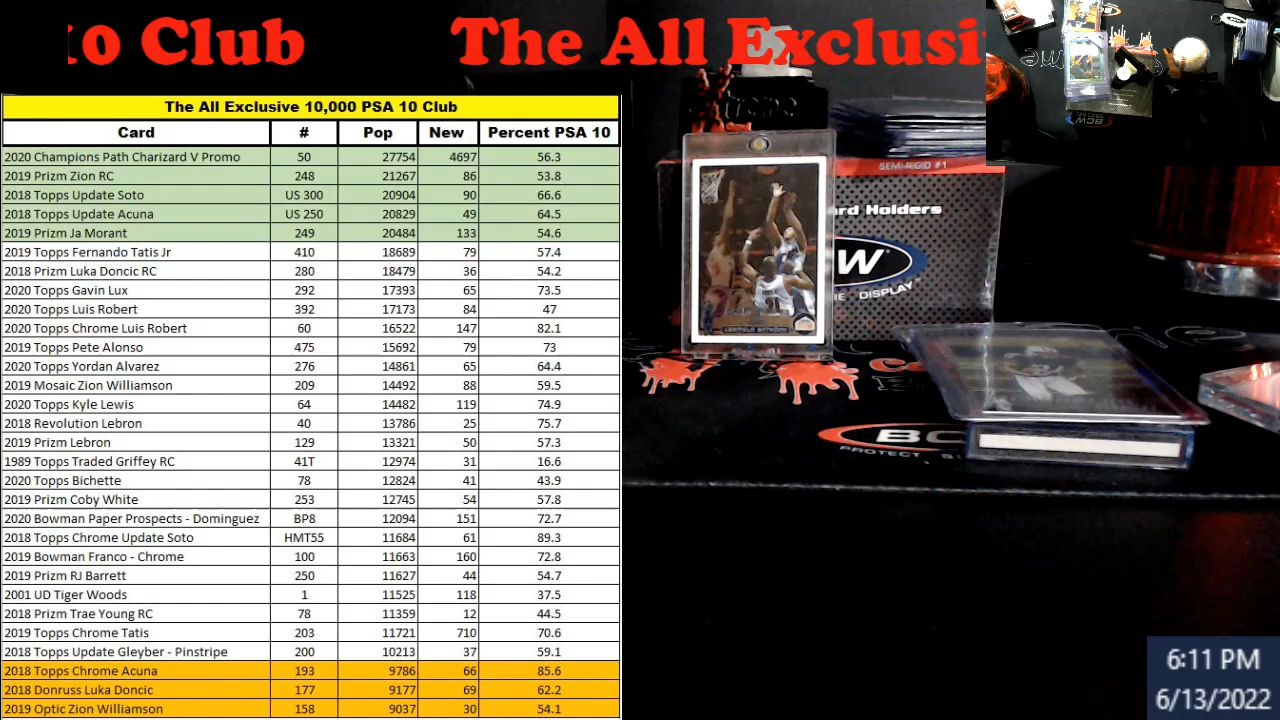 10 Club The All Exclusi
The All Exclusive 10,000 PSA 10 Club
Card # Pop New Percent PSA 10
2020 Champions Path Charizard V Promo 50 27754 4697 56.3
2019 Prizm Zion RC 248 21267 86 53.8
2018 Topps Update Soto US 300 20904 90 66.6
2018 Topps Update Acuna US 250 20829 49 64.5
2019 Prizm Ja Morant 249 20484 133 54.6
2019 Topps Fernando Tatis Jr 410 18689 79 57.4
2018 Prizm Luka Doncic RC 280 18479 36 54.2
2020 Topps Gavin Lux 292 17393 65 73.5
2020 Topps Luis Robert 392 17173 84 47
2020 Topps Chrome Luis Robert 60 16522 147 82.1
2019 Topps Pete Alonso 475 15692 79 73
2020 Topps Yordan Alvarez 276 14861 65 64.4
2019 Mosaic Zion Williamson 209 14492 88 59.5
2020 Topps Kyle Lewis 64 14482 119 74.9
2018 Revolution Lebron 40 13786 25 75.7
2019 Prizm Lebron 129 13321 50 57.3
1989 Topps Traded Griffey RC 41T 12974 31 16.6
2020 Topps Bichette 78 12824 41 43.9
2019 Prizm Coby White 253 12745 54 57.8
2020 Bowman Paper Prospects - Dominguez BP8 12094 151 72.7
2018 Topps Chrome Update Soto HMT55 11684 61 89.3
2019 Bowman Franco - Chrome 100 11663 160 72.8
2019 Prizm RJ Barrett 250 11627 44 54.7
2001 UD Tiger Woods 1 11525 118 37.5
2018 Prizm Trae Young RC 78 11359 12 44.5
2019 Topps Chrome Tatis 203 11721 710 70.6
2018 Topps Update Gleyber - Pinstripe 200 10213 37 59.1
2018 Topps Chrome Acuna 193 9786 66 85.6
2018 Donruss Luka Doncic 177 9177 69 62.2
2019 Optic Zion Williamson 158 9037 30 54.1
SEMI-RIGID #1
ard Holders
W
RE · DISPLAY
BC
PROTECT · S
BCW
6:11 PM
6/13/2022